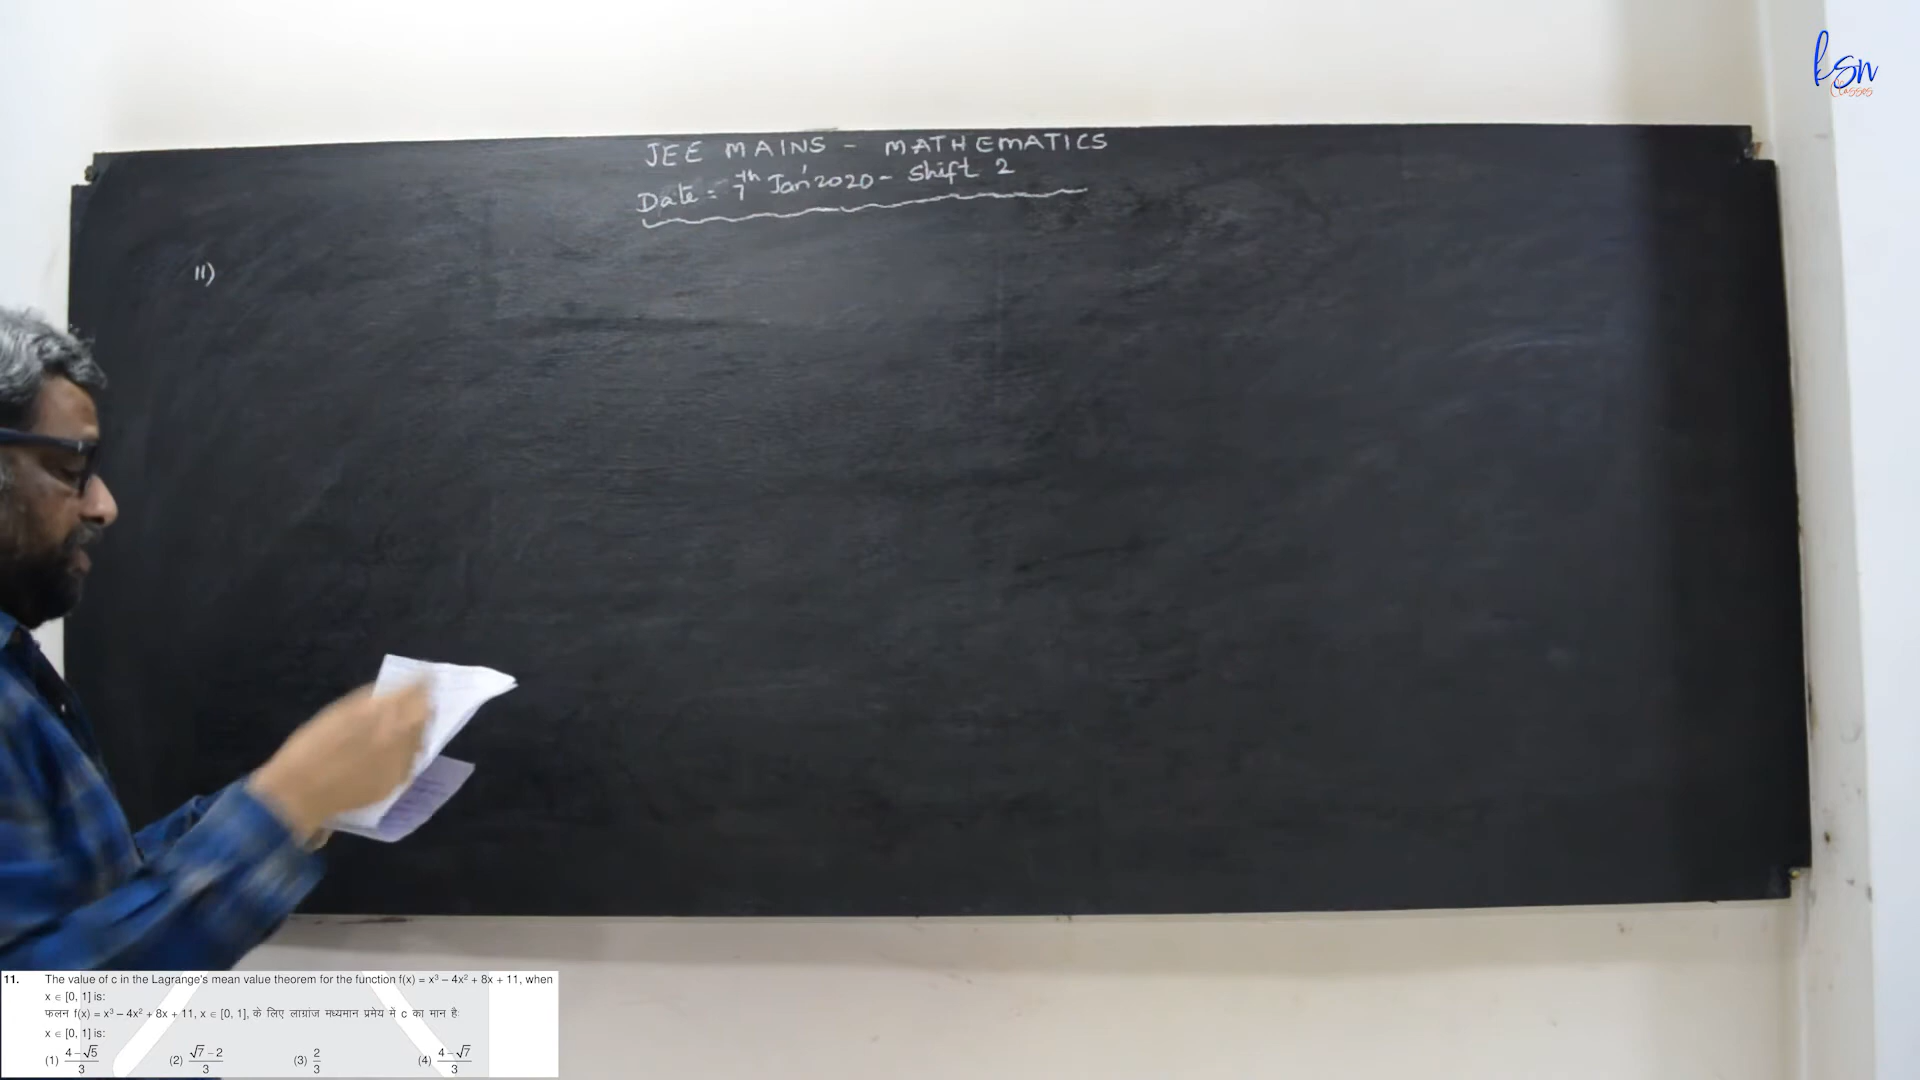 ksn
Classes
JEE MAINS - MATHEMATICS
Date = 7th Jan' 2020 - Shift 2
11)
11. The value of c in the Lagrange's mean value theorem for the function f(x) = x³ – 4x² + 8x + 11, when
x ∈ [0, 1] is:
फलन f(x) = x³ – 4x² + 8x + 11, x ∈ [0, 1], के लिए लाग्रांज मध्यमान प्रमेय में c का मान हैः
x ∈ [0, 1] is:
(1) (4 – √5)/3 (2) (√7 – 2)/3 (3) 2/3 (4) (4 – √7)/3